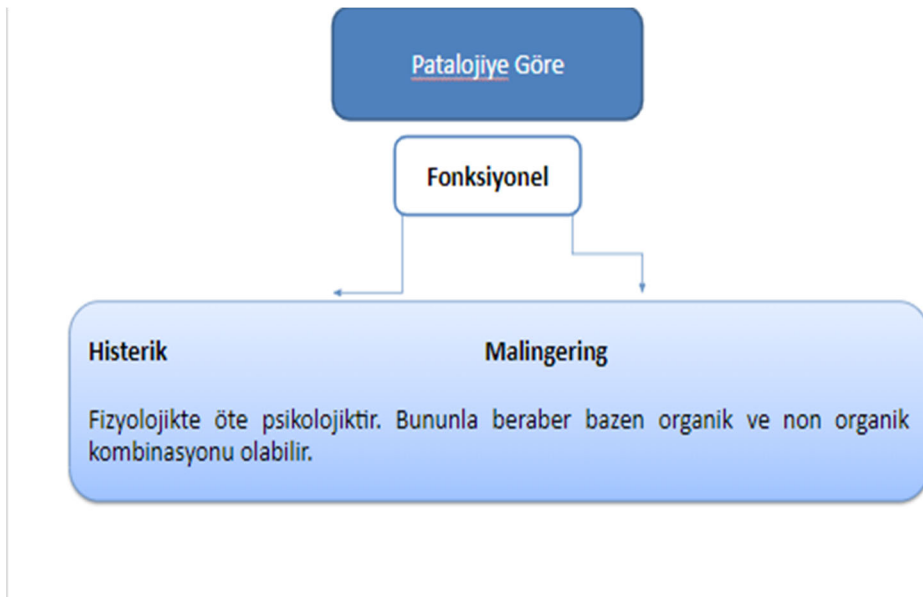 Patalojiye Göre
Fonksiyonel
Histerik Malingering
Fizyolojikte öte psikolojiktir. Bununla beraber bazen organik ve non organik
kombinasyonu olabilir.